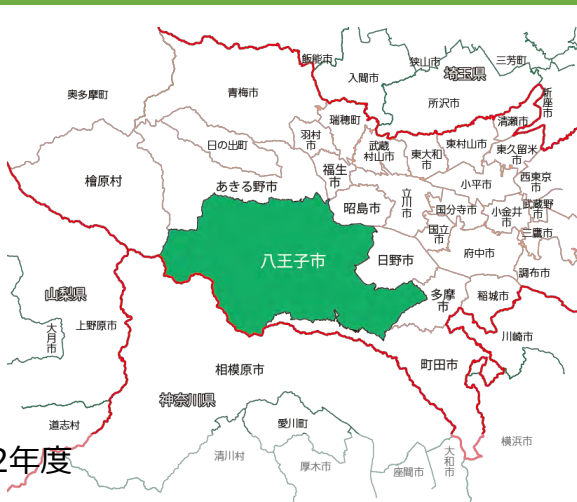 飯能市
狭山市
三芳町
埼玉県
入間市
奥多摩町
青梅市
所沢市
新座市
瑞穂町
清瀬市
羽村
市
日の出町
武蔵
村山市
東大和
市
東村山市
東久留米
市
檜原村
福生
市
あきる野市
小平市
西東京
市
昭島市
立川市
国分寺市
小金井
市
武蔵野
市
国立
市
三鷹市
八王子市
日野市
府中市
調布市
多摩
市
稲城市
山梨県
大月市
上野原市
川崎市
町田市
相模原市
神奈川県
道志村
愛川町
横浜市
清川村
厚木市
座間市
大和市
2年度